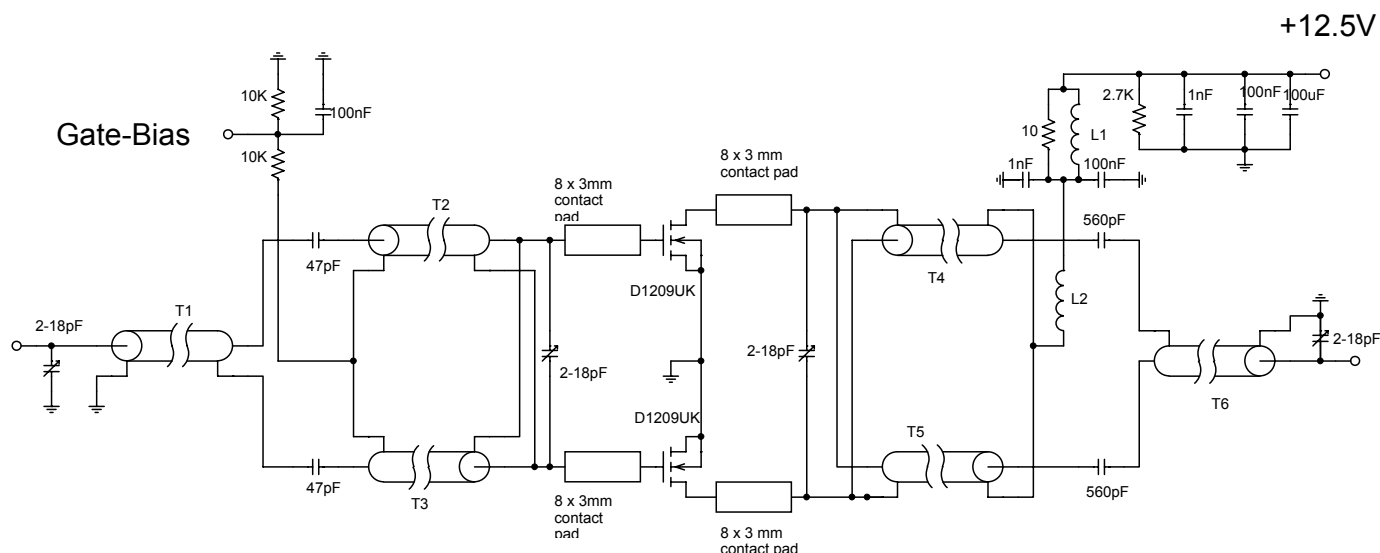 +12.5V
10K
100nF
Gate-Bias
10K
2.7K
1nF
100nF
100uF
10
L1
1nF
100nF
8 x 3 mm
contact pad
8 x 3mm
contact
pad
T2
47pF
D1209UK
T4
560pF
L2
2-18pF
T1
2-18pF
2-18pF
2-18pF
T6
D1209UK
T5
47pF
T3
560pF
8 x 3 mm
contact
pad
8 x 3 mm
contact pad